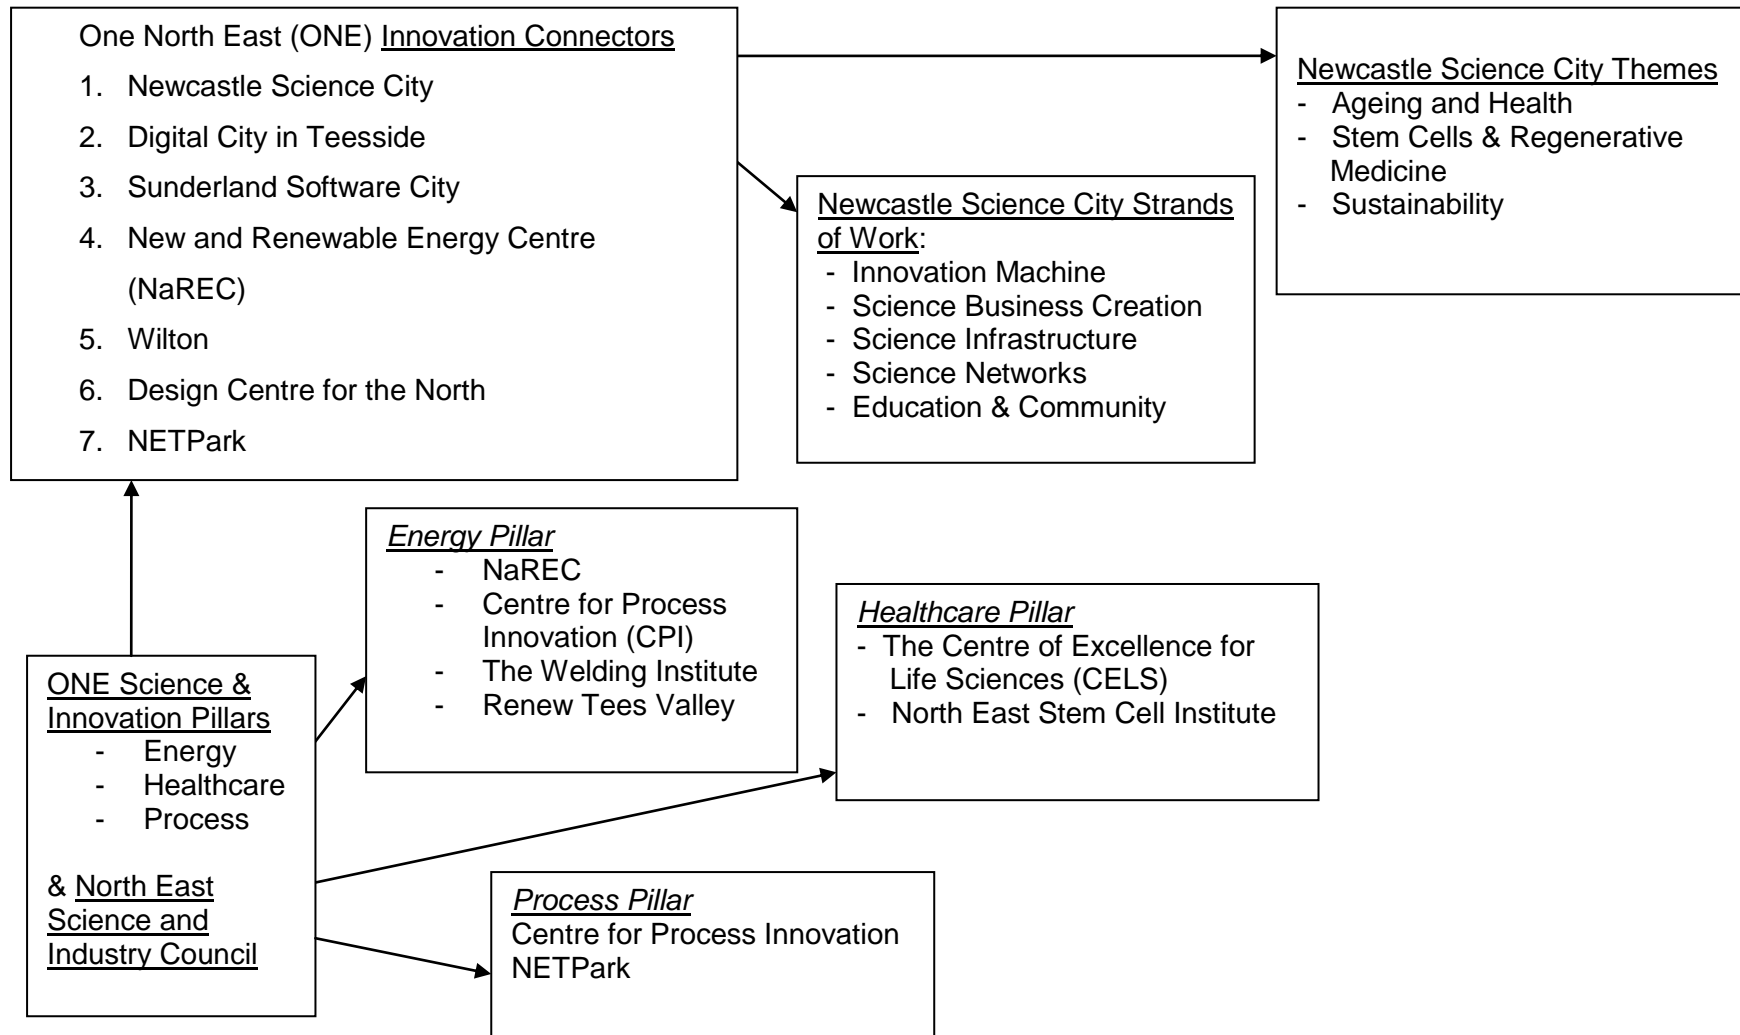 One North East (ONE) Innovation Connectors
1. Newcastle Science City
2. Digital City in Teesside
3. Sunderland Software City
4. New and Renewable Energy Centre
(NaREC)
5. Wilton
6. Design Centre for the North
7. NETPark
Newcastle Science City Themes
- Ageing and Health
- Stem Cells & Regenerative
Medicine
- Sustainability
Newcastle Science City Strands
of Work:
- Innovation Machine
- Science Business Creation
- Science Infrastructure
- Science Networks
- Education & Community
Energy Pillar
- NaREC
- Centre for Process
Innovation (CPI)
- The Welding Institute
- Renew Tees Valley
Healthcare Pillar
- The Centre of Excellence for
Life Sciences (CELS)
- North East Stem Cell Institute
ONE Science &
Innovation Pillars
- Energy
- Healthcare
- Process
& North East
Science and
Industry Council
Process Pillar
Centre for Process Innovation
NETPark